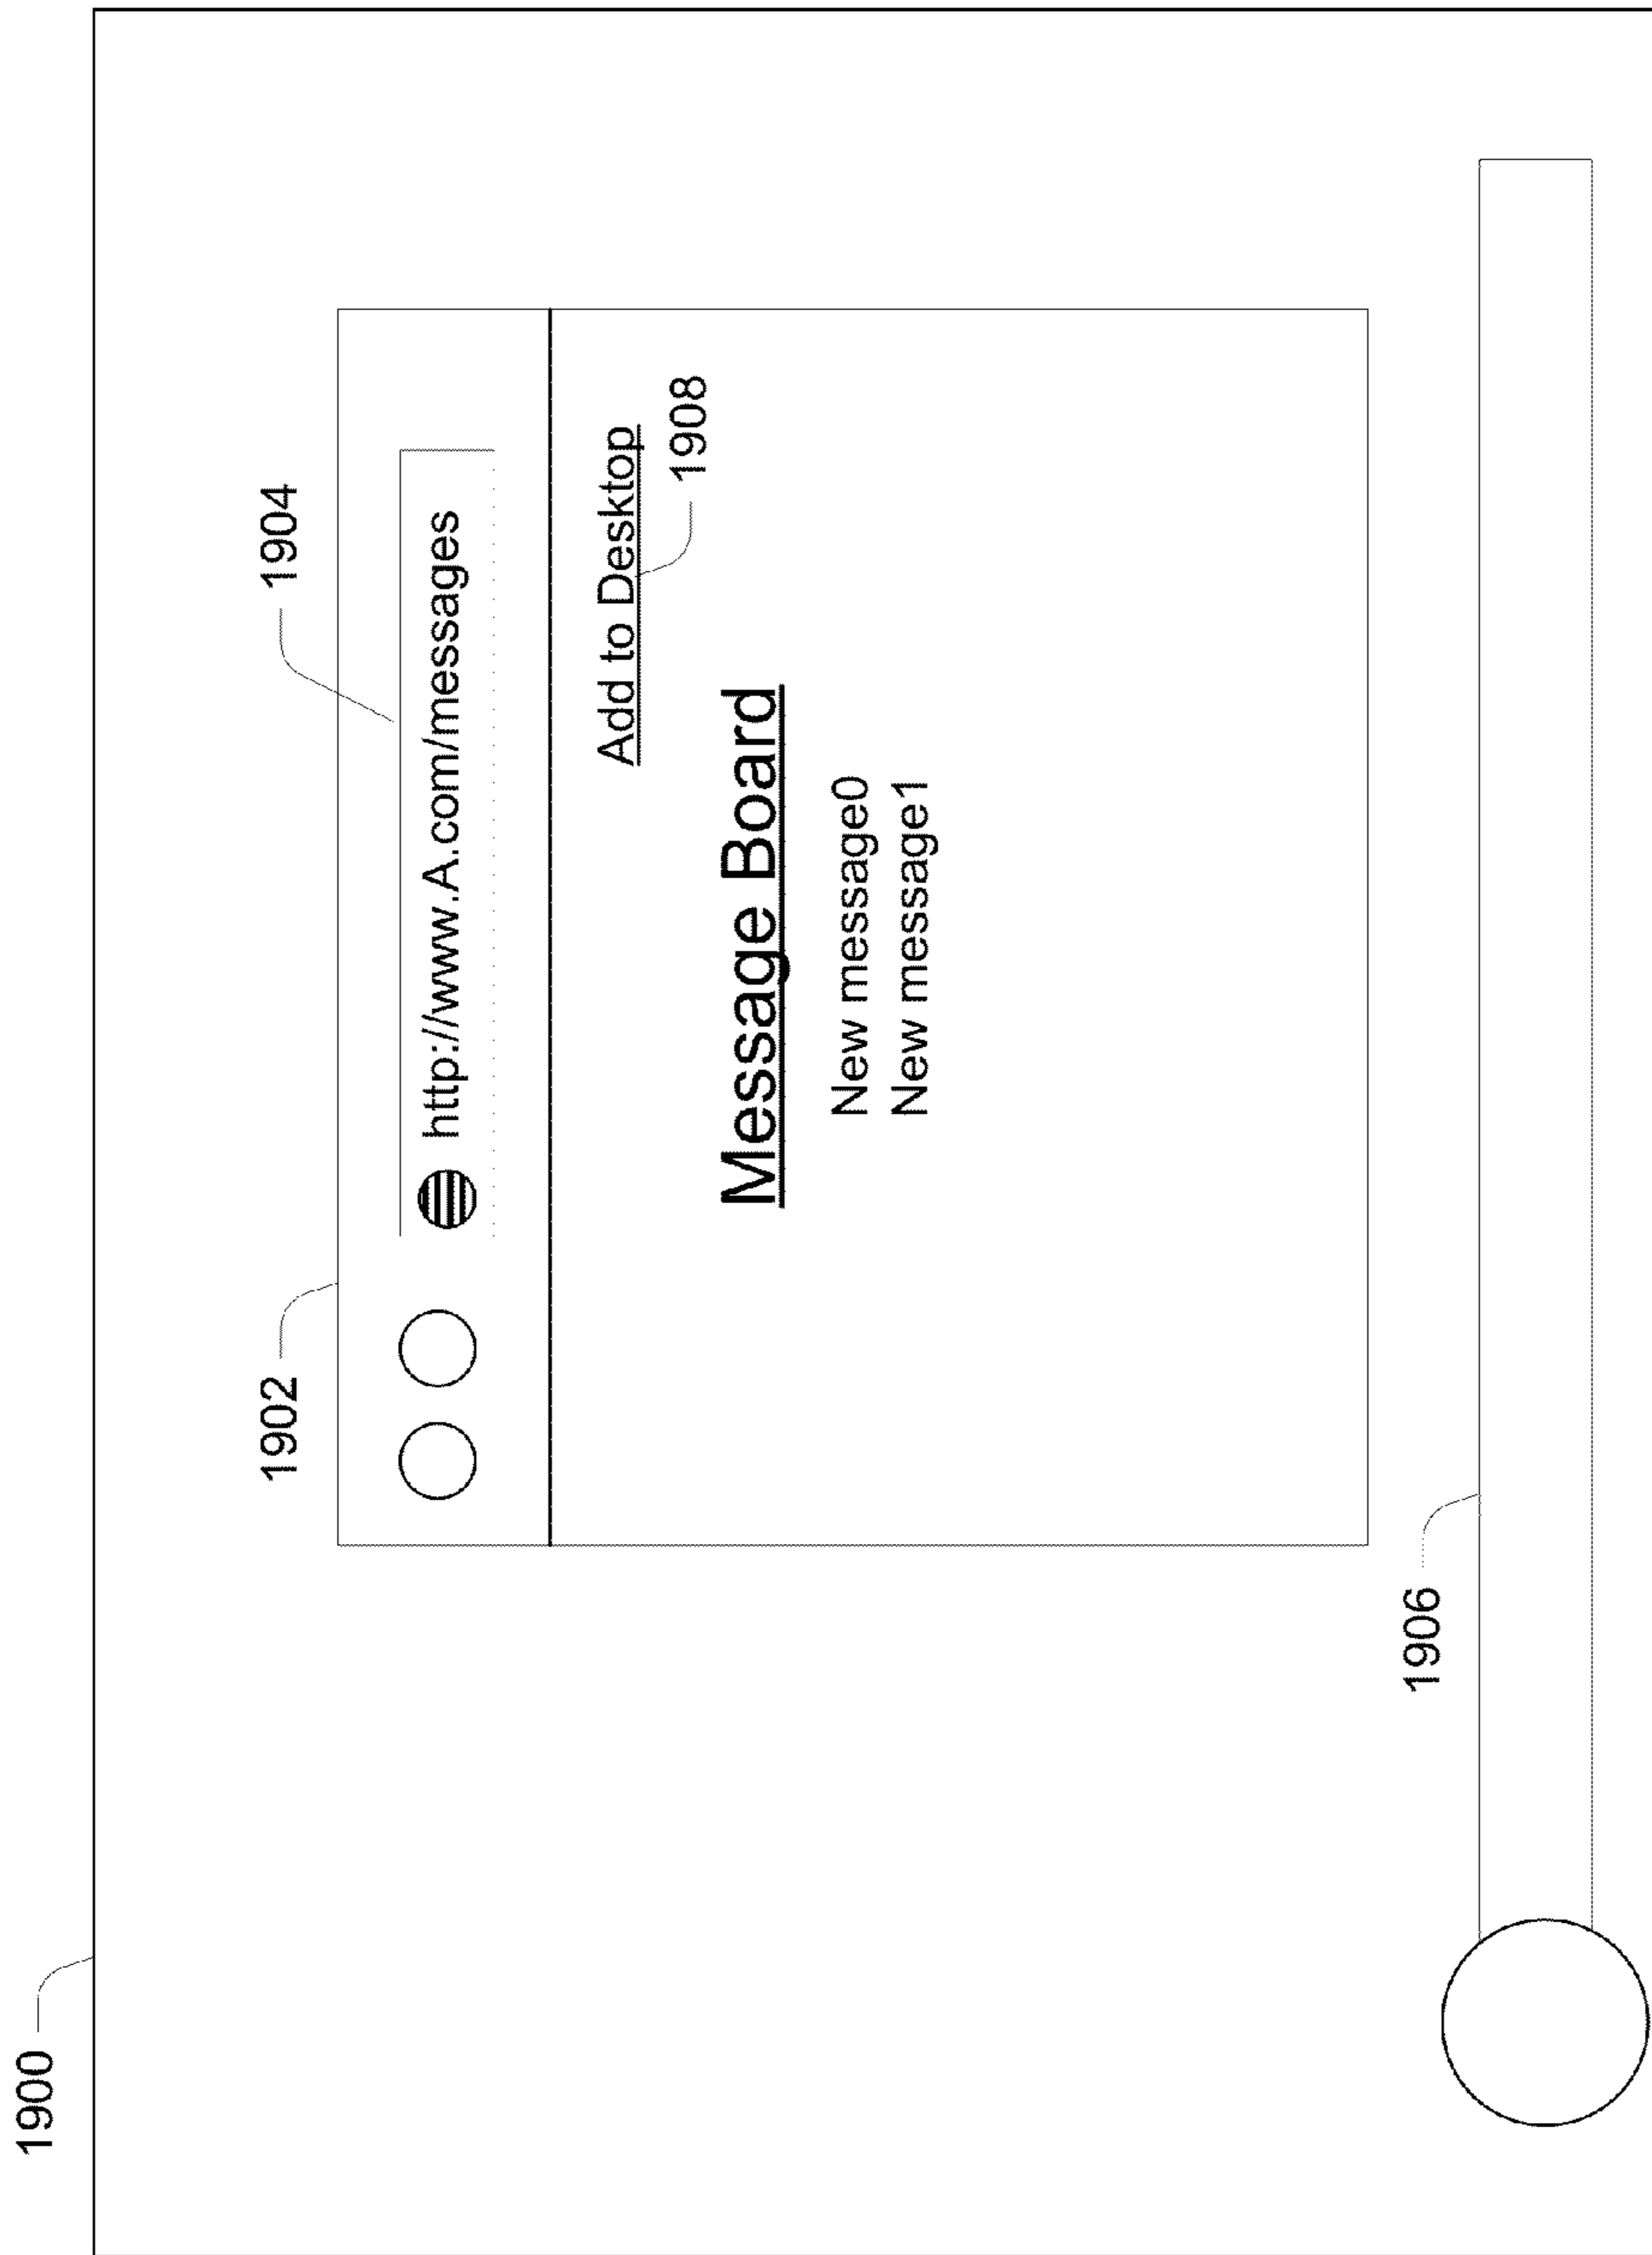 1900
1902
1904
http://www.A.com/messages
Add to Desktop
1908
Message Board
New message0
New message1
1906